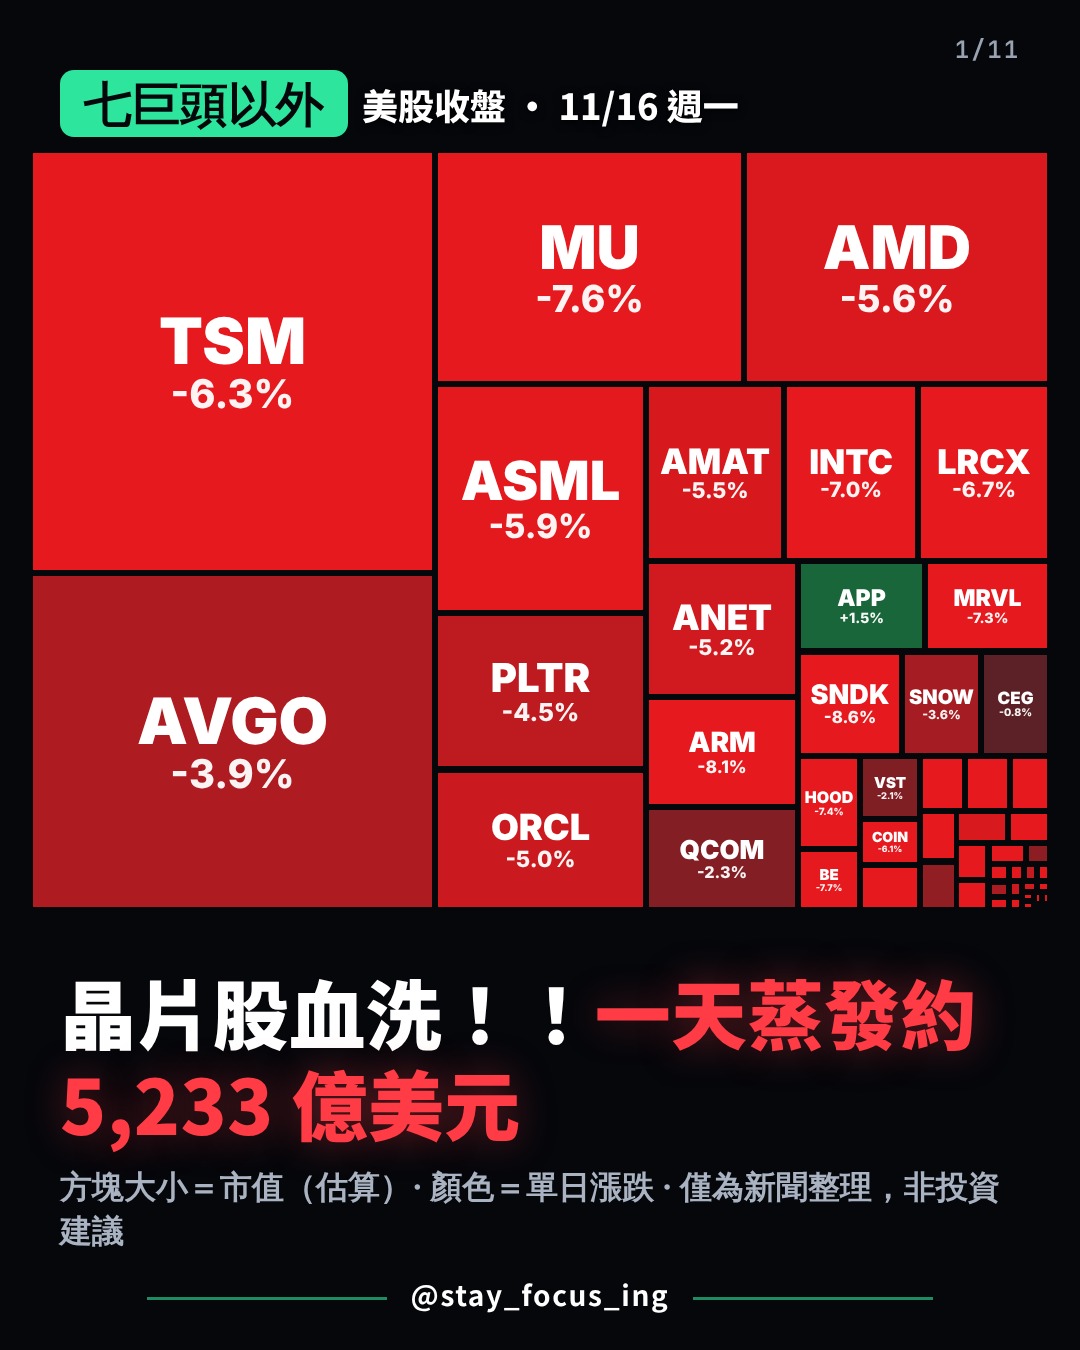 1/11
七巨頭以外 美股收盤 • 11/16 週一
TSM
-6.3%
MU
-7.6%
AMD
-5.6%
ASML
-5.9%
AMAT
-5.5%
INTC
-7.0%
LRCX
-6.7%
AVGO
-3.9%
PLTR
-4.5%
ORCL
-5.0%
ANET
-5.2%
ARM
-8.1%
QCOM
-2.3%
APP
+1.5%
MRVL
-7.3%
SNDK
-8.6%
SNOW
-3.6%
CEG
-0.8%
HOOD
-7.4%
VST
-2.1%
COIN
-6.1%
BE
-7.7%
晶片股血洗！！一天蒸發約
5,233 億美元
方塊大小＝市值（估算）· 顏色＝單日漲跌 · 僅為新聞整理，非投資
建議
@stay_focus_ing